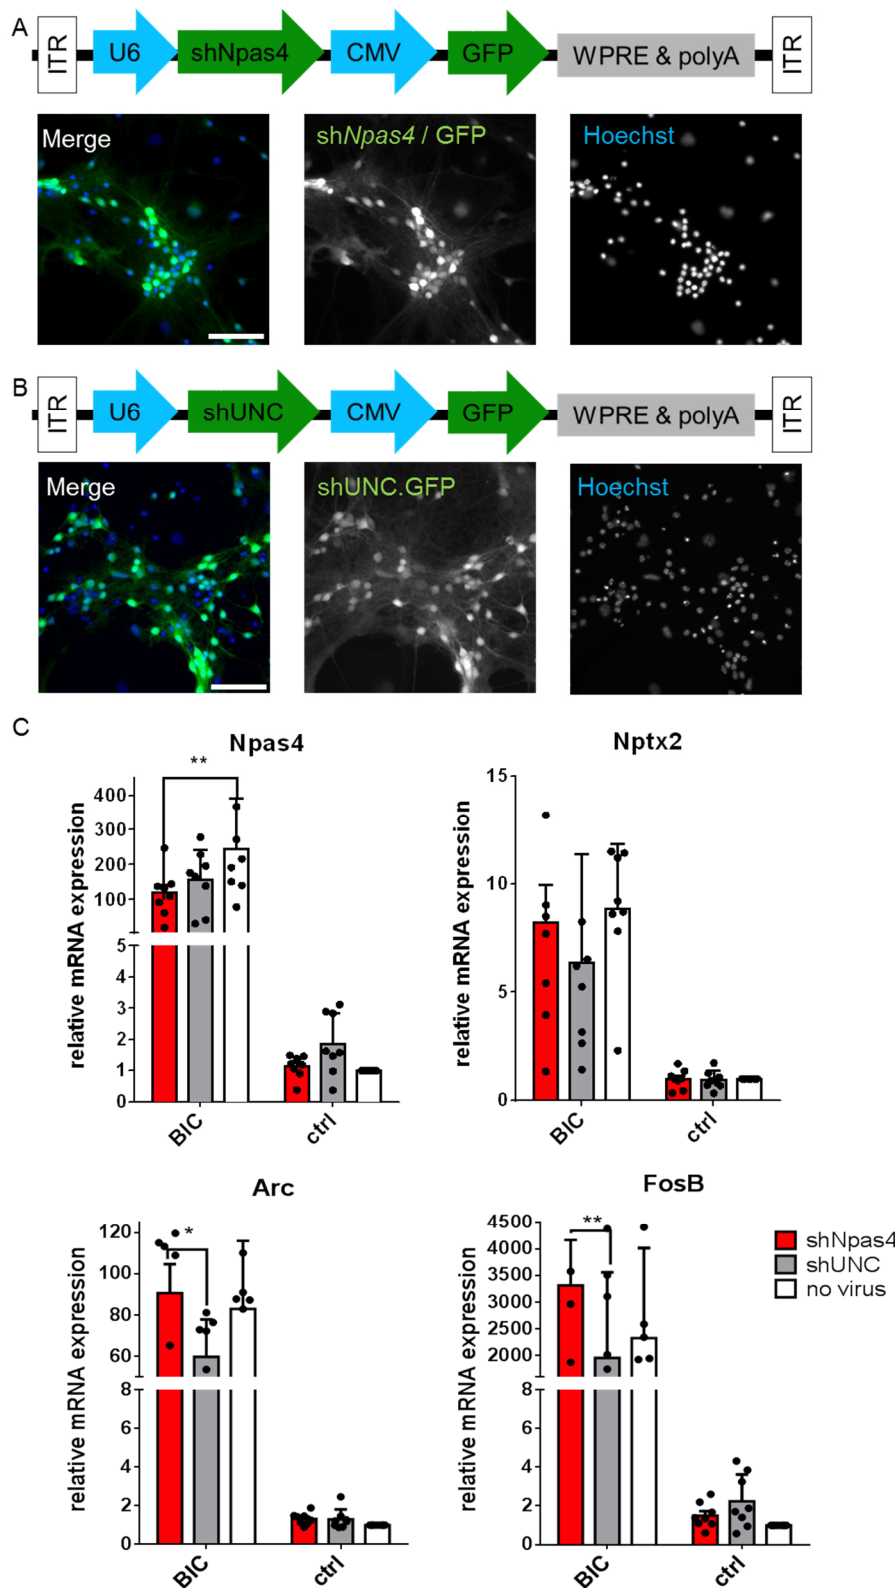 A
ITR U6 shNpas4 CMV GFP WPRE & polyA ITR
Merge shNpas4 / GFP Hoechst
B
ITR U6 shUNC CMV GFP WPRE & polyA ITR
Merge shUNC.GFP Hoechst
C
Npas4
relative mRNA expression
400
300
200
100
5
4
3
2
1
0
**
BIC ctrl
Nptx2
relative mRNA expression
15
10
5
0
BIC ctrl
Arc
relative mRNA expression
120
100
80
60
8
6
4
2
0
*
BIC ctrl
FosB
relative mRNA expression
4500
4000
3500
3000
2500
2000
8
6
4
2
0
**
BIC ctrl
shNpas4
shUNC
no virus